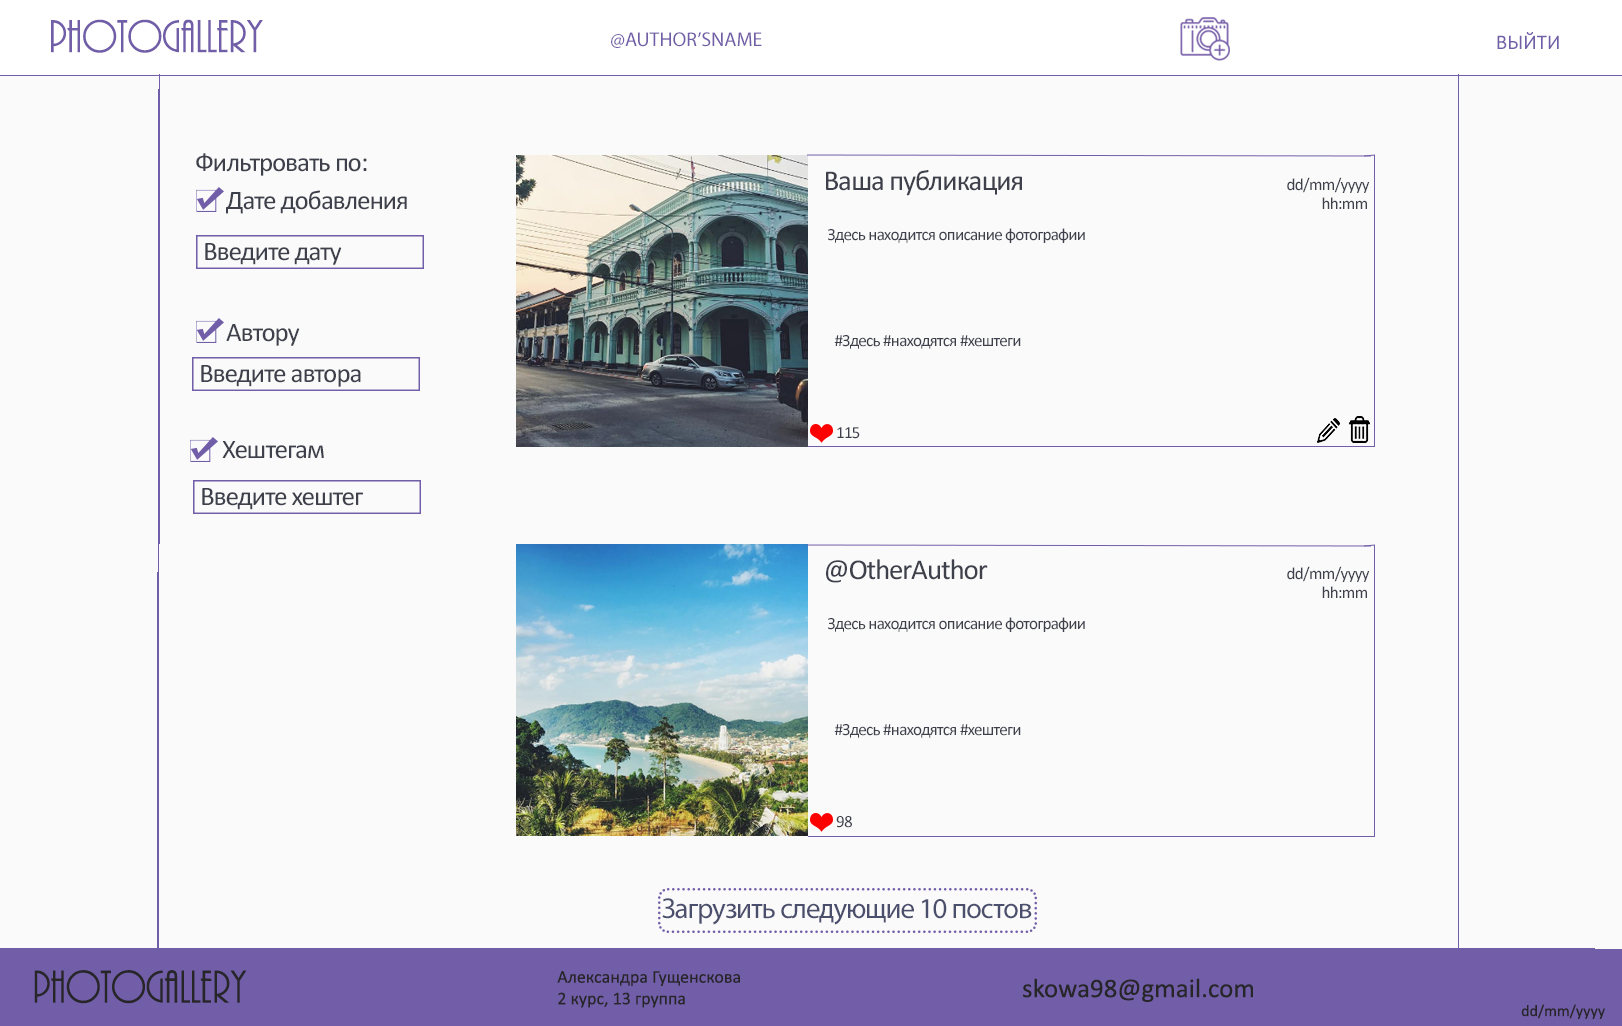 PHOTOGALLERY
@AUTHOR'SNAME
ВЫЙТИ
Фильтровать по:
Дате добавления
Введите дату
Автору
Введите автора
Хештегам
Введите хештег
Ваша публикация
dd/mm/yyyy
hh:mm
Здесь находится описание фотографии
#Здесь #находятся #хештеги
115
@OtherAuthor
dd/mm/yyyy
hh:mm
Здесь находится описание фотографии
#Здесь #находятся #хештеги
98
Загрузить следующие 10 постов
PHOTOGALLERY
Александра Гущенскова
2 курс, 13 группа
skowa98@gmail.com
dd/mm/yyyy